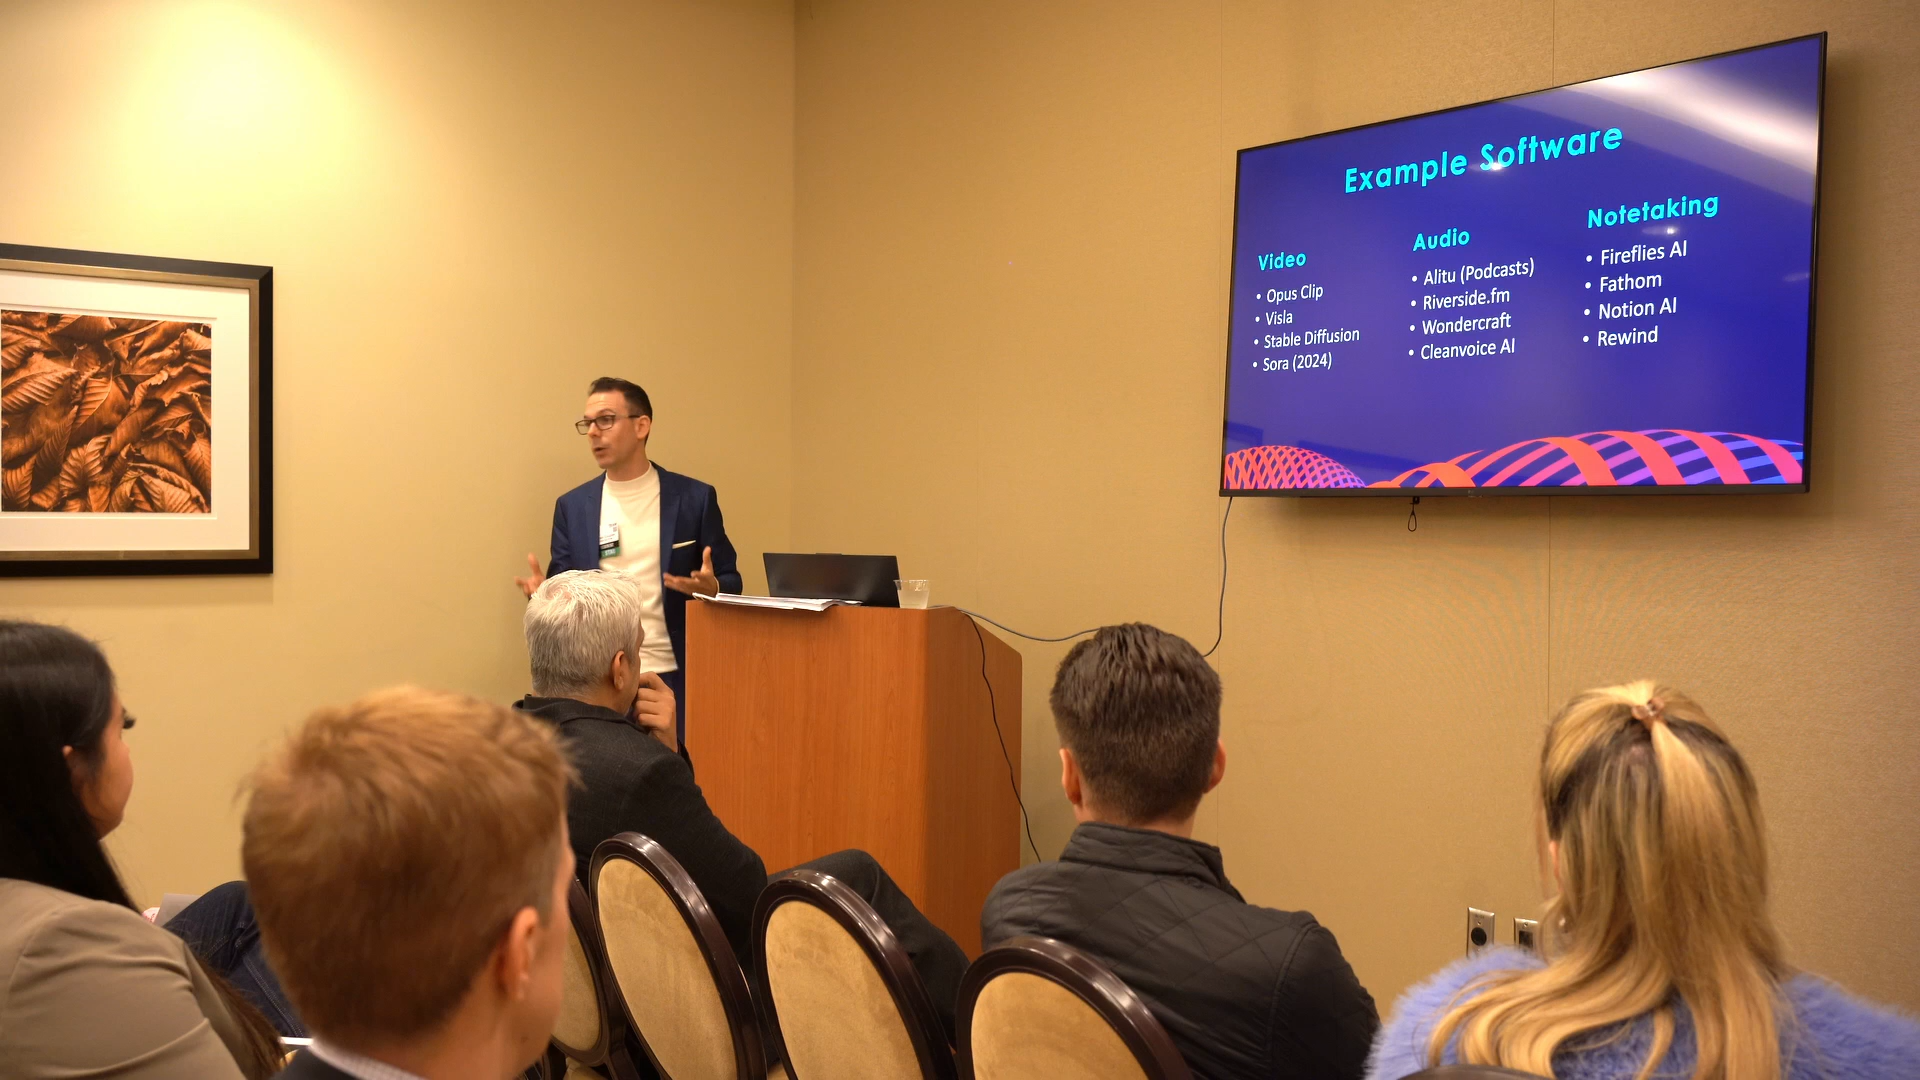 Example Software
Video
• Opus Clip
• Visla
• Stable Diffusion
• Sora (2024)
Audio
• Alitu (Podcasts)
• Riverside.fm
• Wondercraft
• Cleanvoice AI
Notetaking
• Fireflies AI
• Fathom
• Notion AI
• Rewind